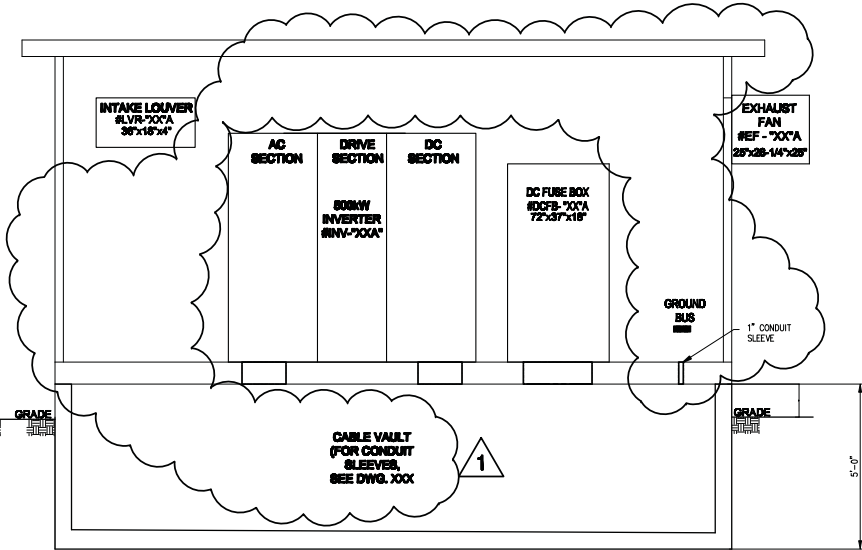 INTAKE LOUVER
#LVR-"XX"A
36"x18"x4"
EXHAUST
FAN
#EF - "XX"A
25"x26-1/4"x25"
AC
SECTION
DRIVE
SECTION
DC
SECTION
500kW
INVERTER
#INV-"XXA"
DC FUSE BOX
#DCFB- "XX"A
72"x37"x18"
GROUND
BUS
1" CONDUIT
SLEEVE
GRADE
GRADE
CABLE VAULT
(FOR CONDUIT
SLEEVES,
SEE DWG. XXX
1
5'-0"